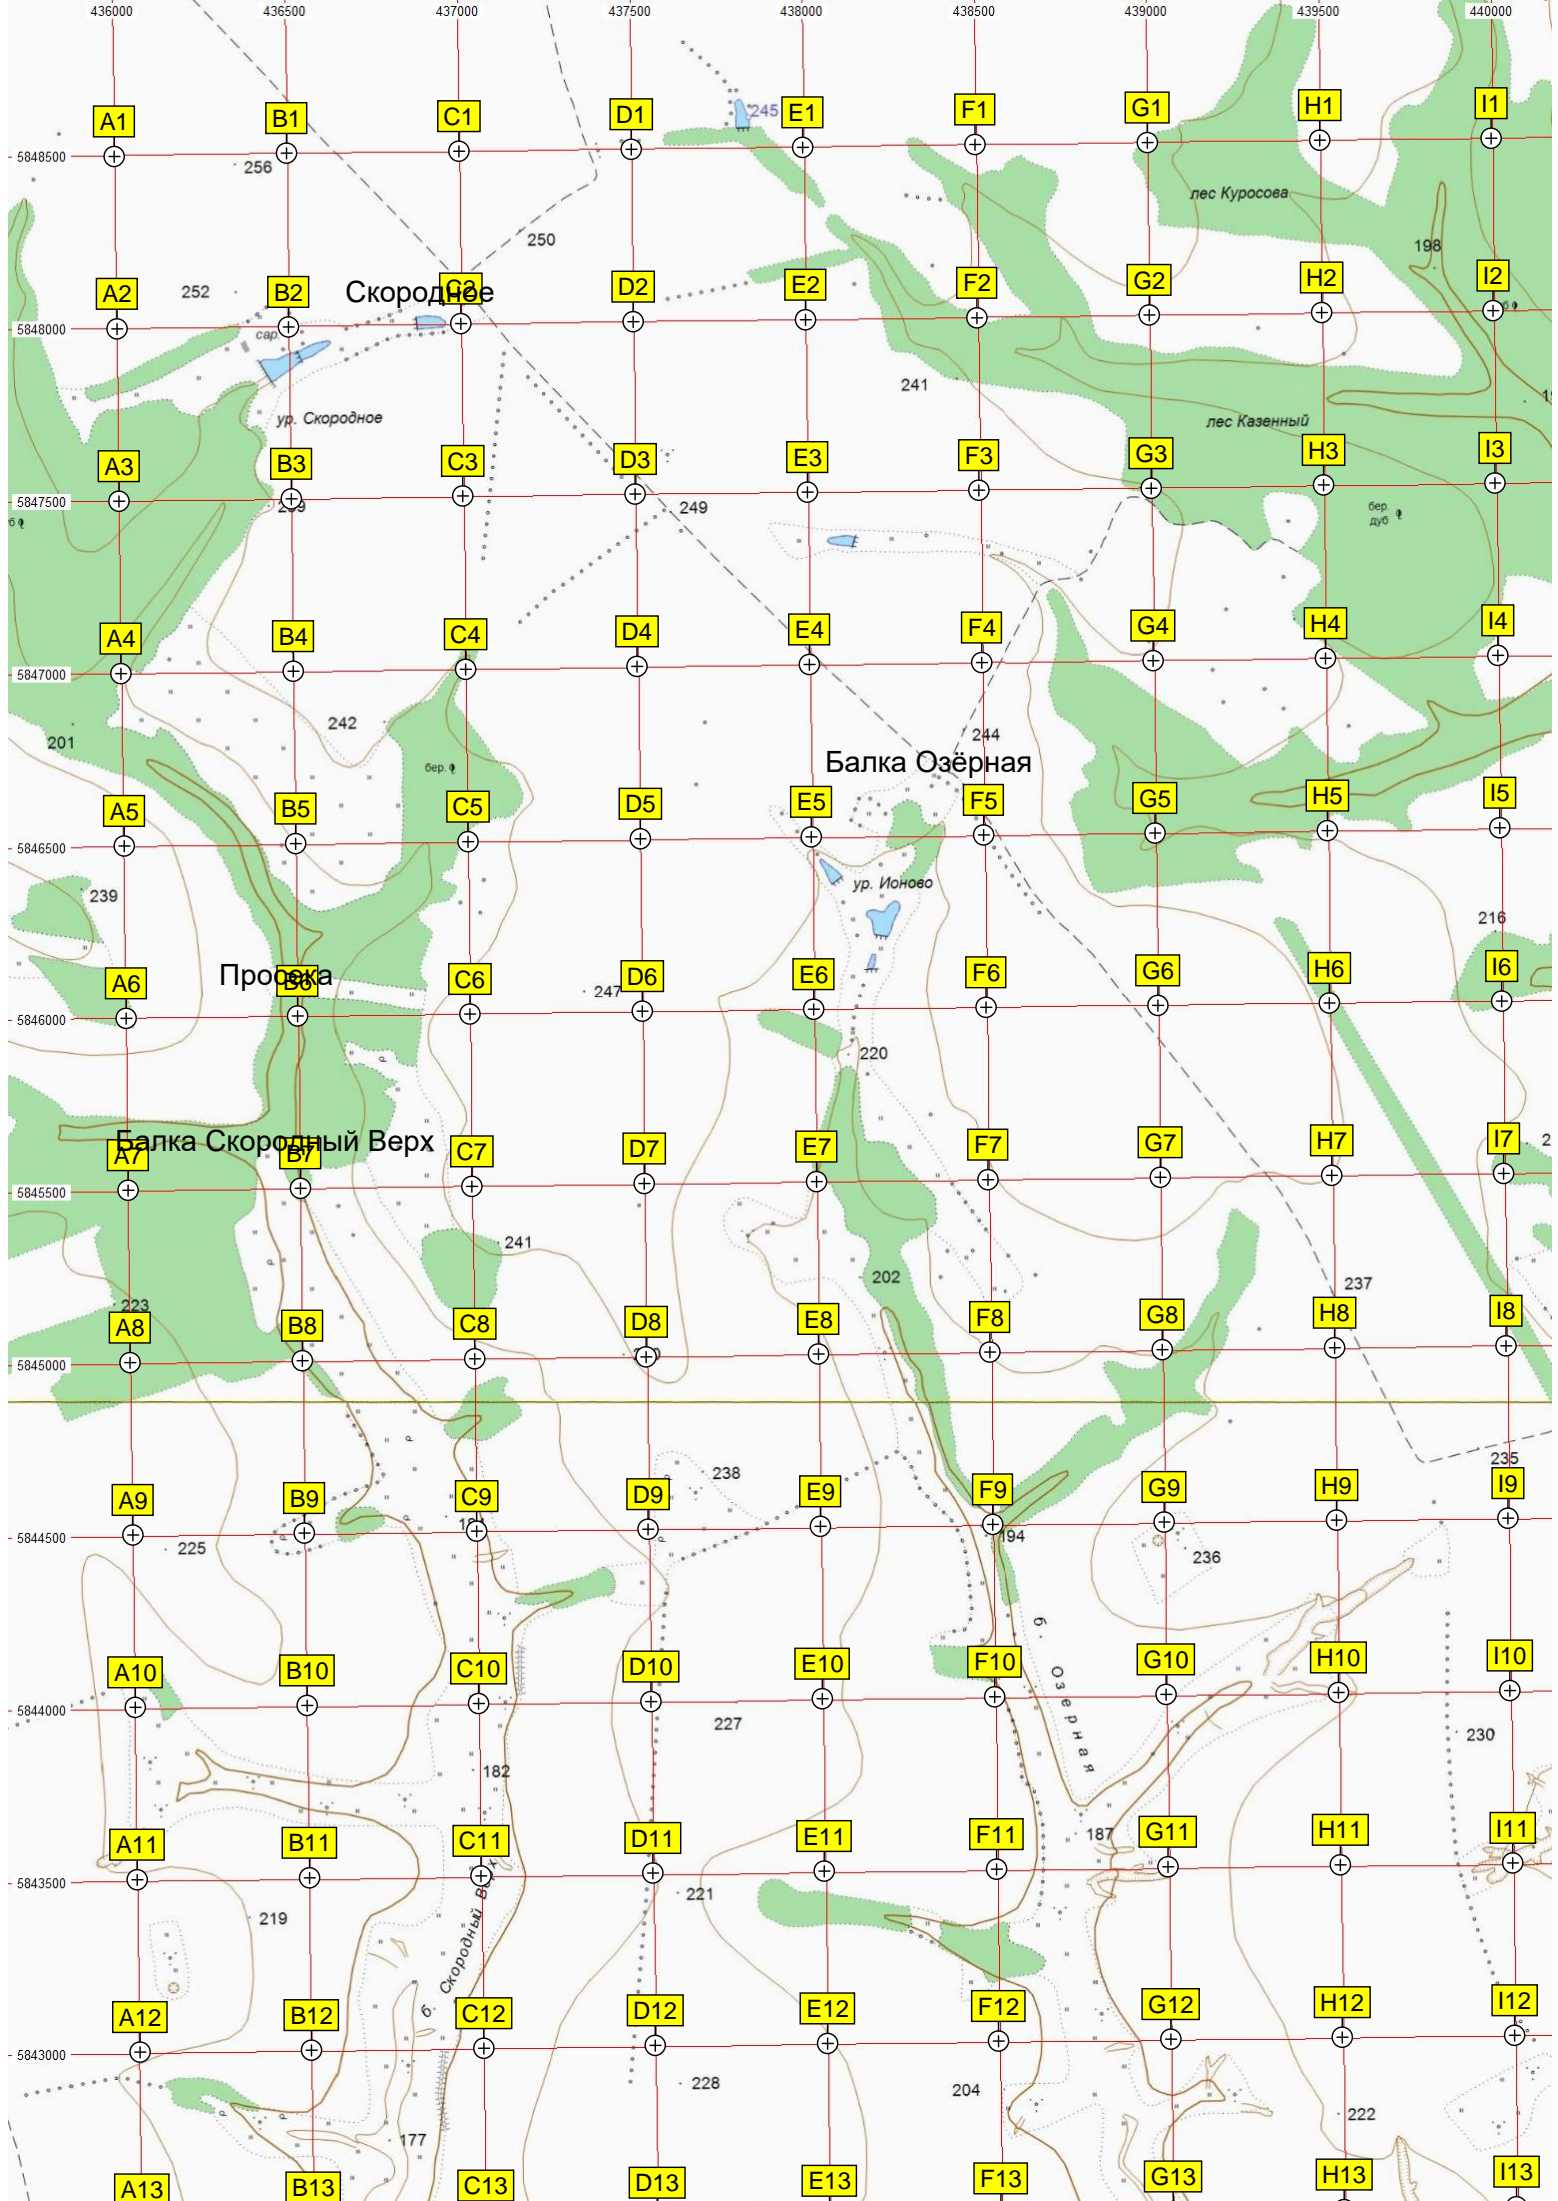 436000 436500 437000 437500 438000 438500 439000 439500 440000
A1 B1 C1 D1 245 E1 F1 G1 H1 I1
5848500
256
лес Куросова
250
198
A2 252 B2 Скородное C2 D2 E2 F2 G2 H2 I2
5848000
сар.
241
ур. Скородное
лес Казенный
A3 B3 C3 D3 E3 F3 G3 H3 I3
5847500
249
бер.
дуб
A4 B4 C4 D4 E4 F4 G4 H4 I4
5847000
242
201
244
Балка Озёрная
бер.
A5 B5 C5 D5 E5 F5 G5 H5 I5
5846500
ур. Ионово
239
216
Просека
A6 B6 C6 D6 E6 F6 G6 H6 I6
247
5846000
220
Балка Скородный Верх
A7 B7 C7 D7 E7 F7 G7 H7 I7
5845500
241
202
237
223
A8 B8 C8 D8 E8 F8 G8 H8 I8
5845000
238
235
A9 B9 C9 D9 E9 F9 G9 H9 I9
5844500
194
225
236
б. Озерная
A10 B10 C10 D10 E10 F10 G10 H10 I10
5844000
227
230
182
187
A11 B11 C11 D11 E11 F11 G11 H11 I11
5843500
221
219
б. Скородный Верх
A12 B12 C12 D12 E12 F12 G12 H12 I12
5843000
228
204
222
177
A13 B13 C13 D13 E13 F13 G13 H13 I13